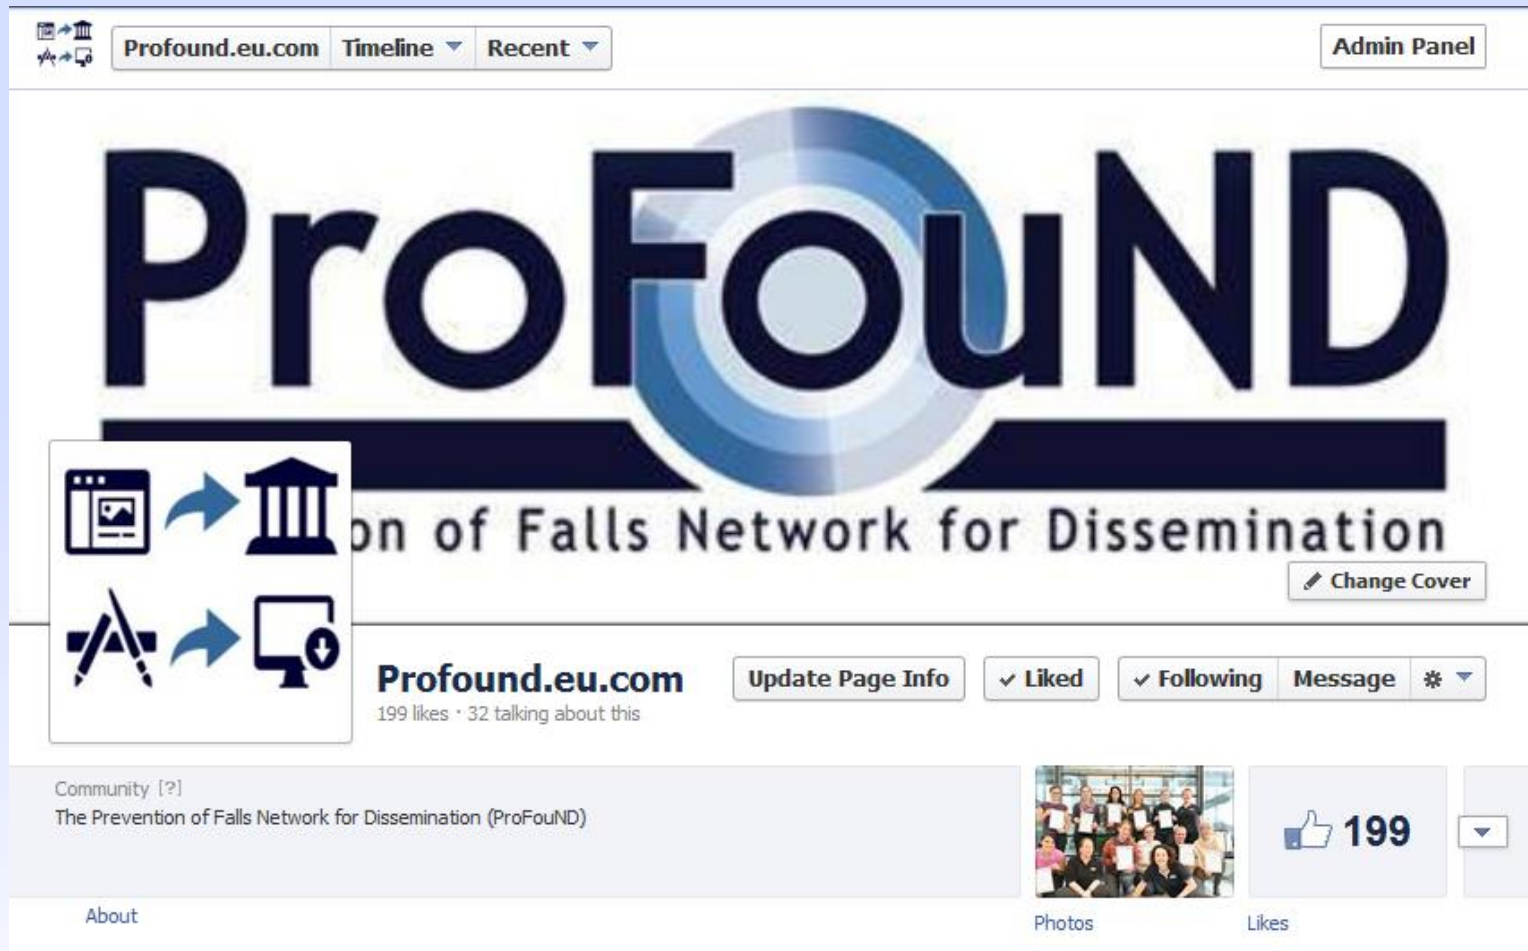 Profound.eu.com Timeline Recent Admin Panel
ProFouND
on of Falls Network for Dissemination
Change Cover
Profound.eu.com Update Page Info Liked Following Message
199 likes · 32 talking about this
Community [?]
The Prevention of Falls Network for Dissemination (ProFouND)
199
About
Photos Likes